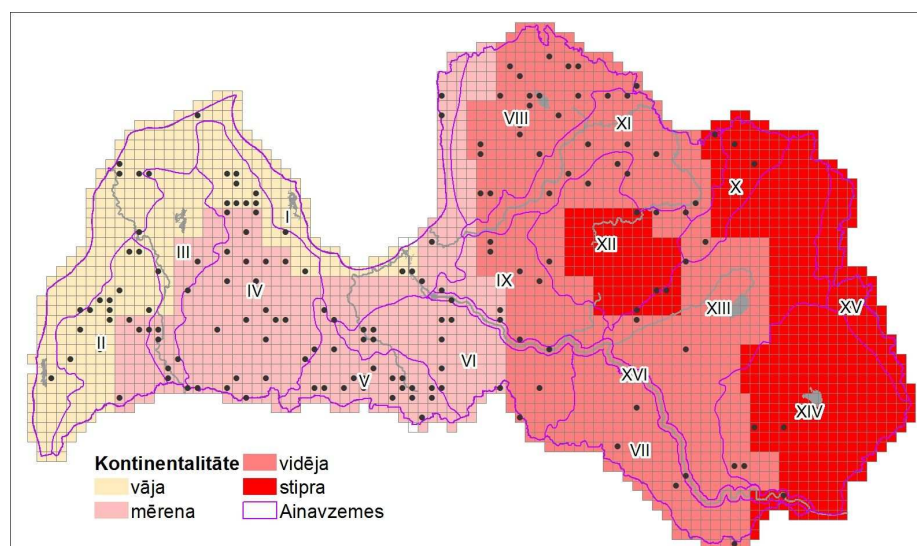 VIII
XI
X
I
III
XII
IV
IX
XIII
XV
II
VI
V
XVI
XIV
VII
Kontinentalitāte
vāja
mērena
vidēja
stipra
Ainavzemes